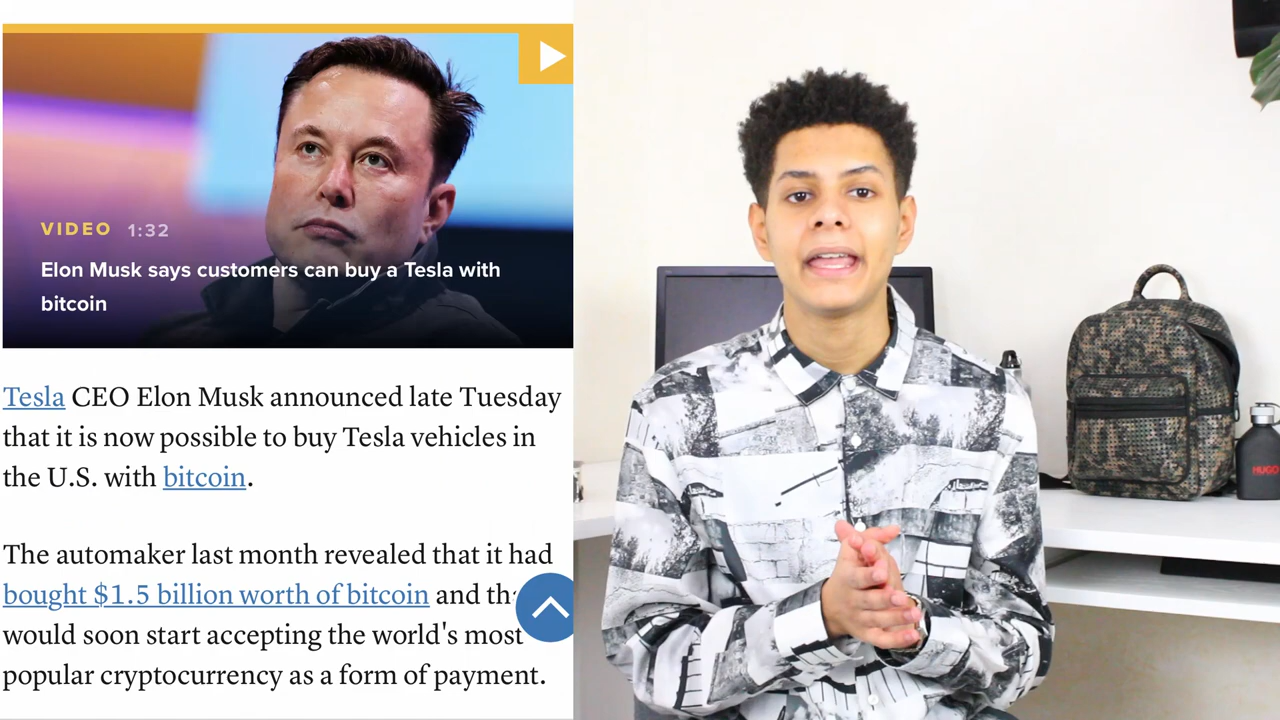 VIDEO 1:32
Elon Musk says customers can buy a Tesla with
bitcoin
Tesla CEO Elon Musk announced late Tuesday
that it is now possible to buy Tesla vehicles in
the U.S. with bitcoin.
The automaker last month revealed that it had
bought $1.5 billion worth of bitcoin and
would soon start accepting the world's most
popular cryptocurrency as a form of payment.
HUGO